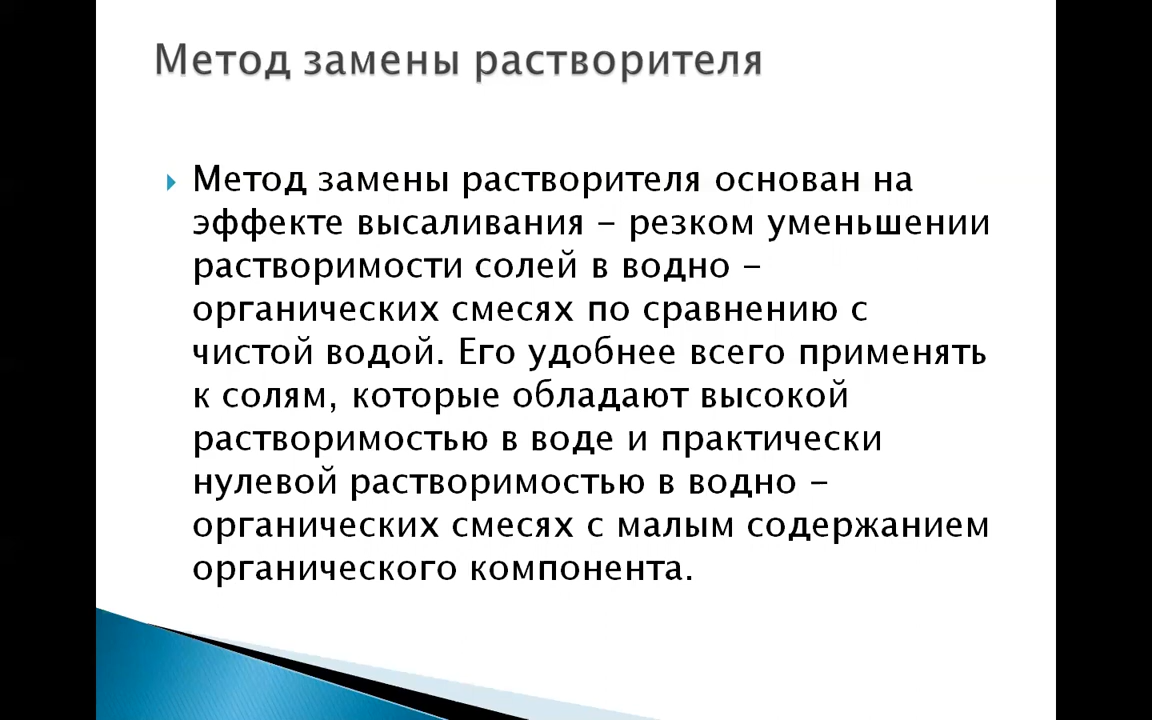 Метод замены растворителя
Метод замены растворителя основан на
эффекте высаливания – резком уменьшении
растворимости солей в водно –
органических смесях по сравнению с
чистой водой. Его удобнее всего применять
к солям, которые обладают высокой
растворимостью в воде и практически
нулевой растворимостью в водно –
органических смесях с малым содержанием
органического компонента.